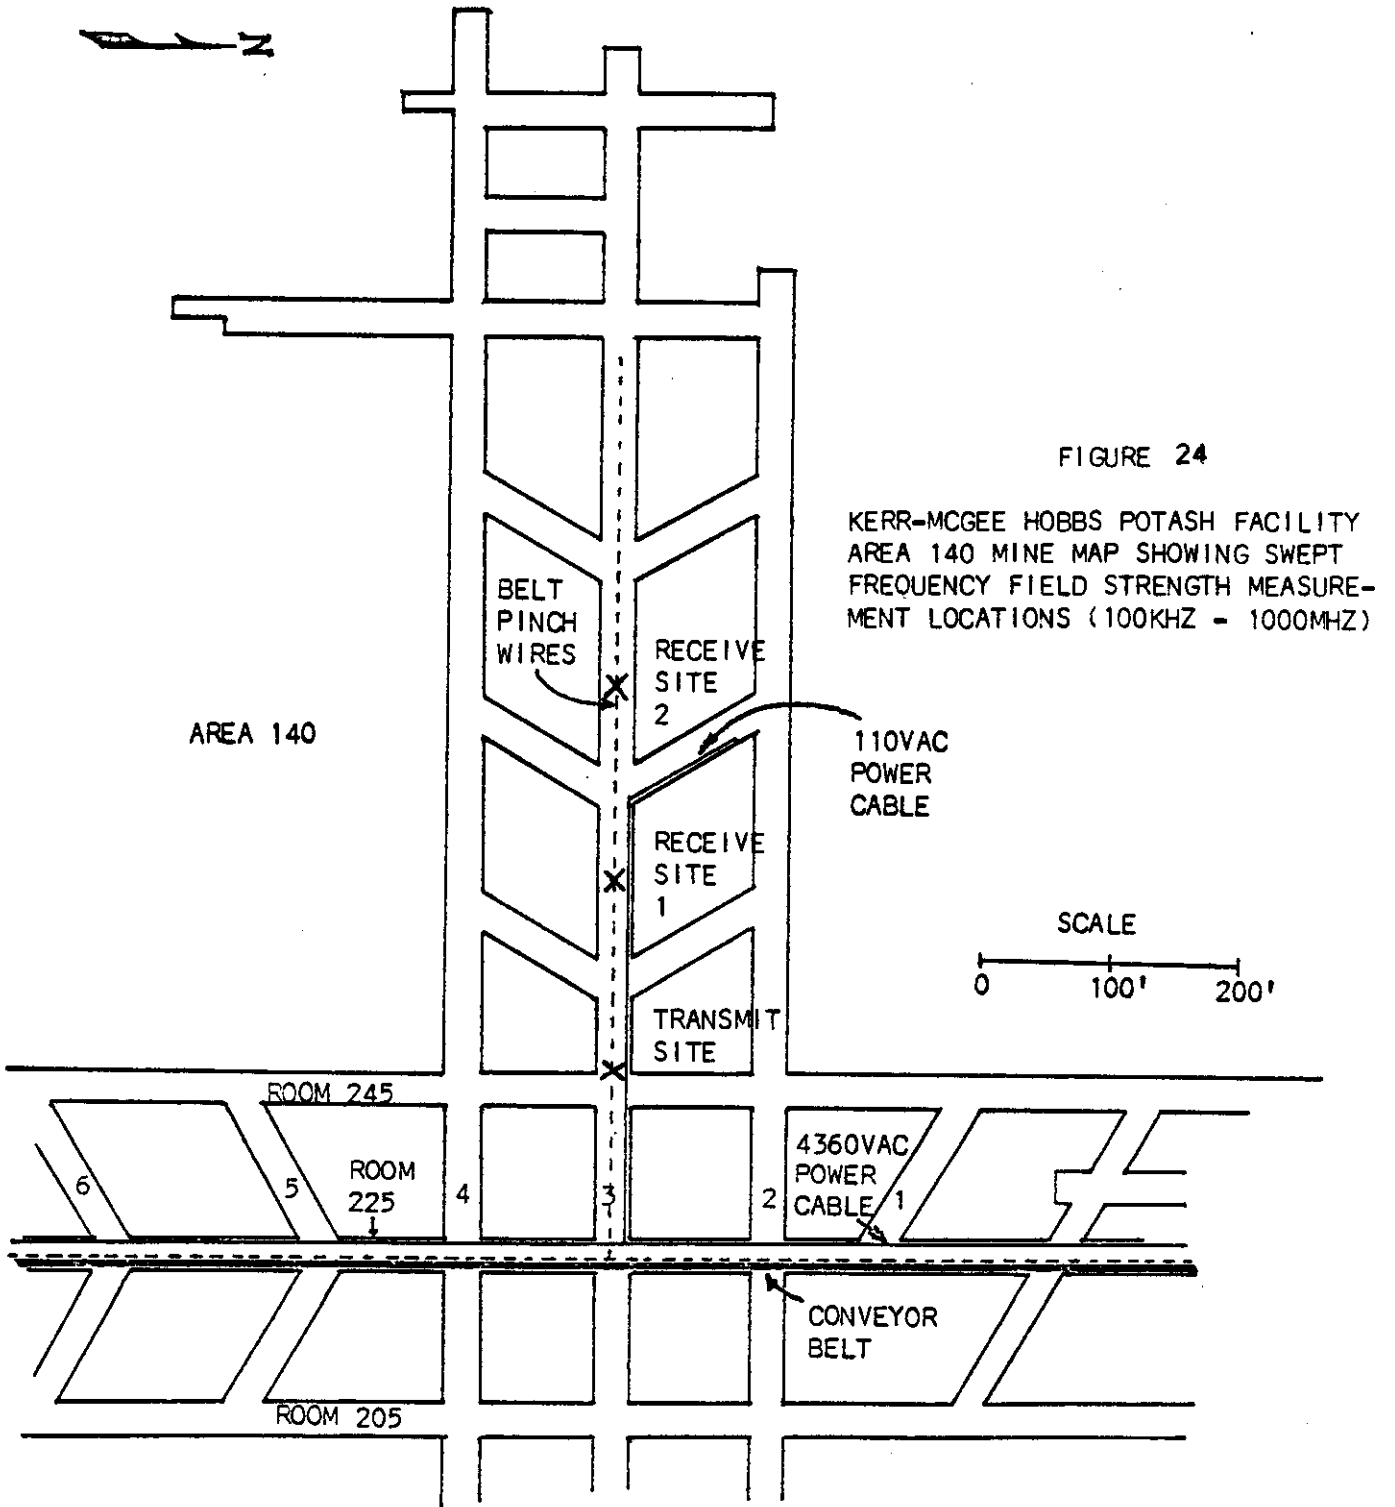 N
FIGURE 24
KERR-MCGEE HOBBS POTASH FACILITY
AREA 140 MINE MAP SHOWING SWEPT
FREQUENCY FIELD STRENGTH MEASURE-
MENT LOCATIONS (100KHZ - 1000MHZ)
BELT
PINCH
WIRES
RECEIVE
SITE
2
AREA 140
110VAC
POWER
CABLE
RECEIVE
SITE
1
SCALE
0 100' 200'
TRANSMIT
SITE
ROOM 245
4360VAC
POWER
CABLE
ROOM
225
6 5 4 3 2 1
CONVEYOR
BELT
ROOM 205